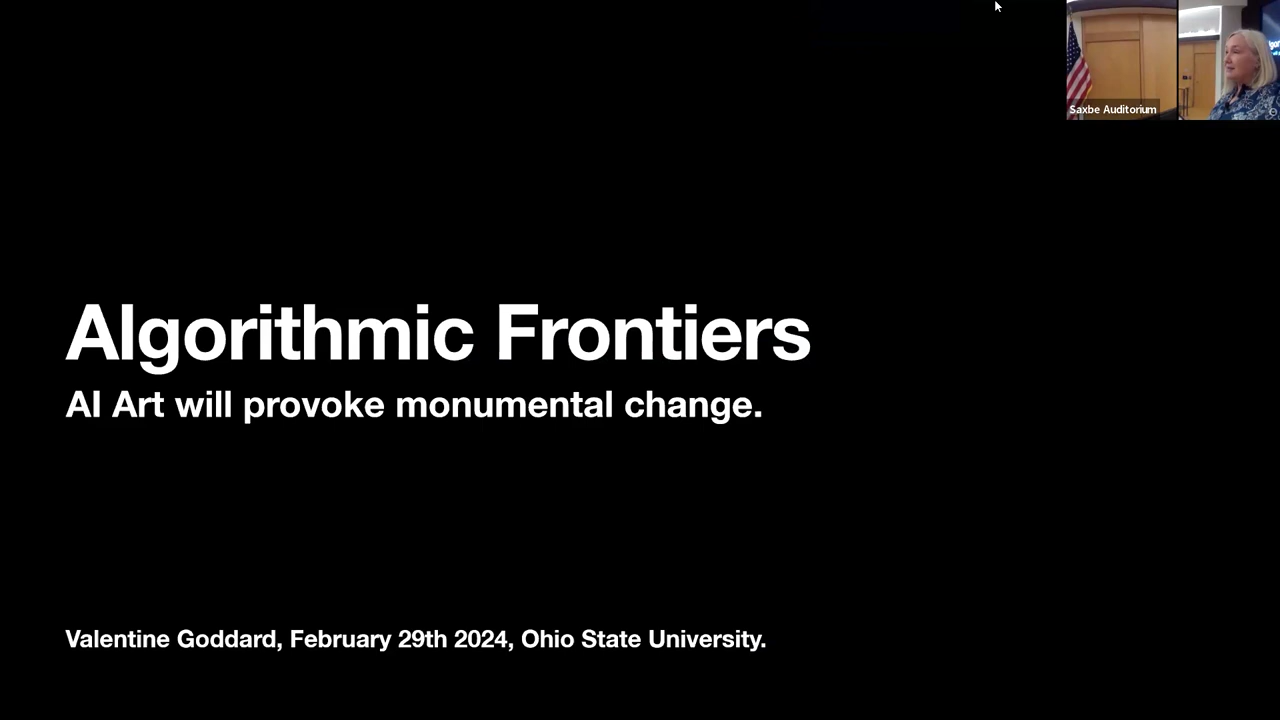 Saxbe Auditorium
Algorithmic Frontiers
AI Art will provoke monumental change.
Valentine Goddard, February 29th 2024, Ohio State University.